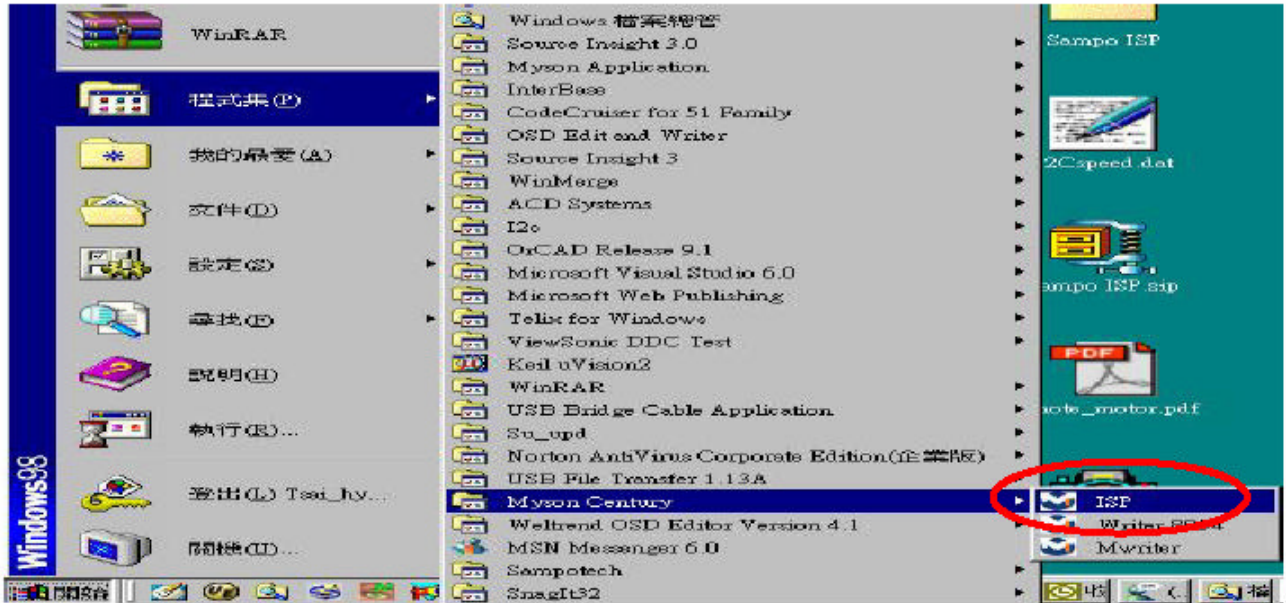 WinRAR
程式集(P)
我的最愛(A)
文件(D)
設定(S)
尋找(F)
說明(H)
執行(R)...
登出(L) Tsai_hy...
關機(U)...
Windows98
開始
Windows 檔案總管
Source Insight 3.0
Myson Application
InterBase
CodeCruiser for 51 Family
OSD Edit and Writer
Source Insight 3
WinMerge
ACD Systems
I2c
OrCAD Release 9.1
Microsoft Visual Studio 6.0
Microsoft Web Publishing
Telix for Windows
ViewSonic DDC Test
Keil uVision2
WinRAR
USB Bridge Cable Application
Su_upd
Norton AntiVirus Corporate Edition(企業版)
USB File Transfer 1.13A
Myson Century
Weltrend OSD Editor Version 4.1
MSN Messenger 6.0
Sampotech
SnagIt32
ISP
Writer
Mwriter
Sampo ISP
2Cspeed.dat
ampo ISP.zip
PDF
note_motor.pdf